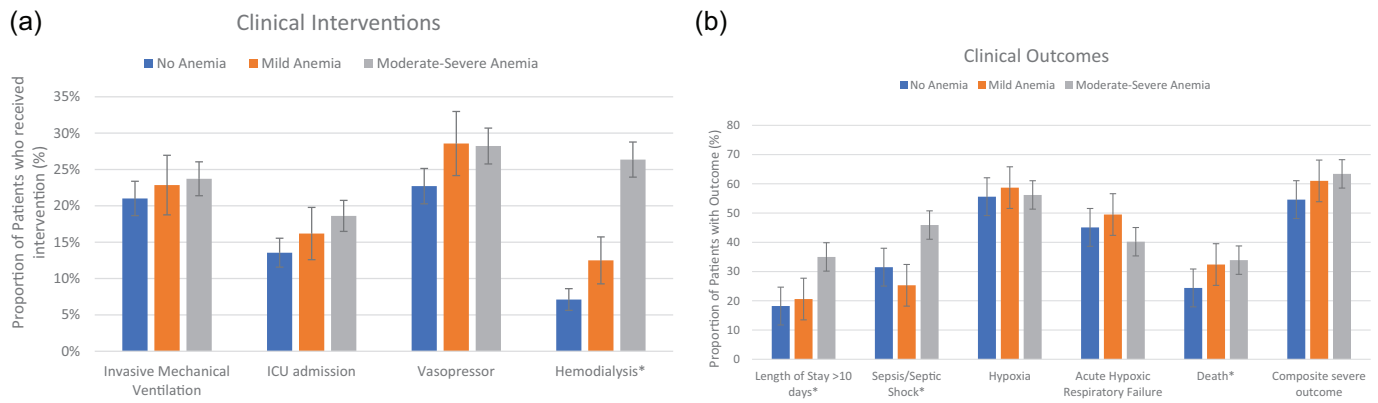 (a)
Clinical Interventions
No Anemia Mild Anemia Moderate-Severe Anemia
Proportion of Patients who received
intervention (%)
35%
30%
25%
20%
15%
10%
5%
0%
Invasive Mechanical
Ventilation
ICU admission
Vasopressor
Hemodialysis*
(b)
Clinical Outcomes
No Anemia Mild Anemia Moderate-Severe Anemia
Proportion of Patients with Outcome (%)
80
70
60
50
40
30
20
10
0
Length of Stay >10
days*
Sepsis/Septic
Shock*
Hypoxia
Acute Hypoxic
Respiratory Failure
Death*
Composite severe
outcome